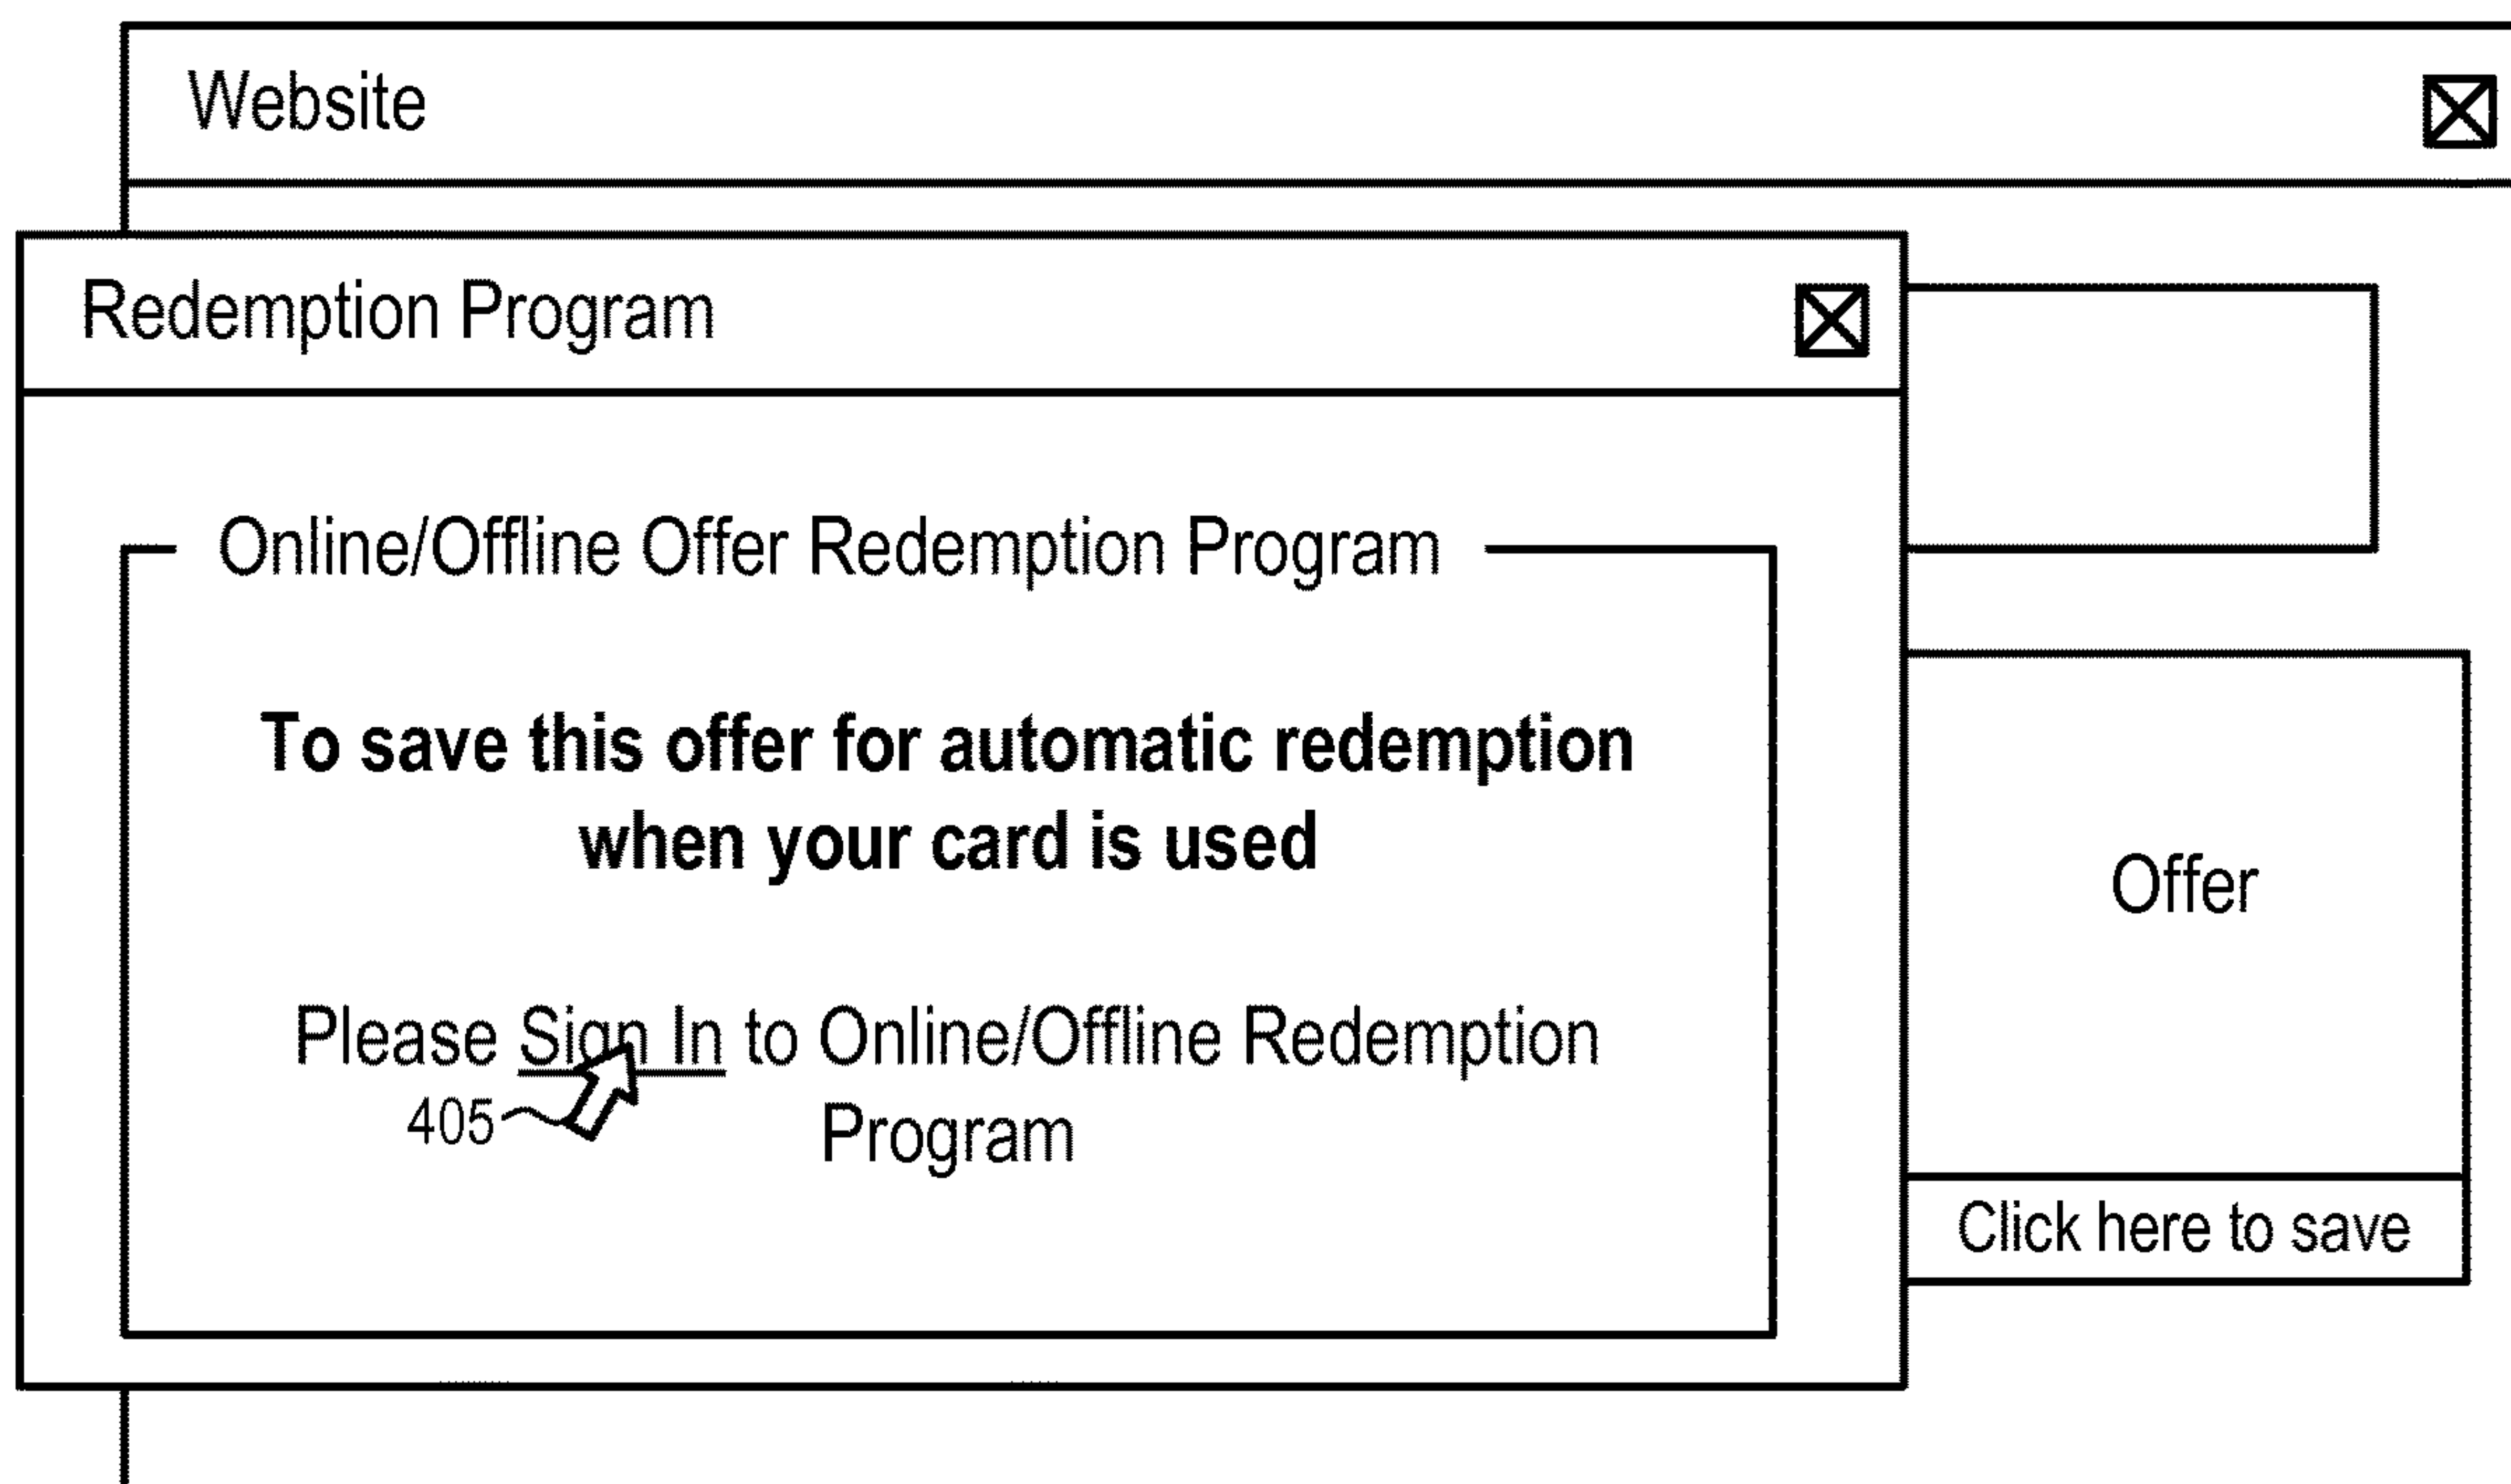 Website
Redemption Program
Online/Offline Offer Redemption Program
To save this offer for automatic redemption
when your card is used
Please Sign In to Online/Offline Redemption
Program
405
Offer
Click here to save